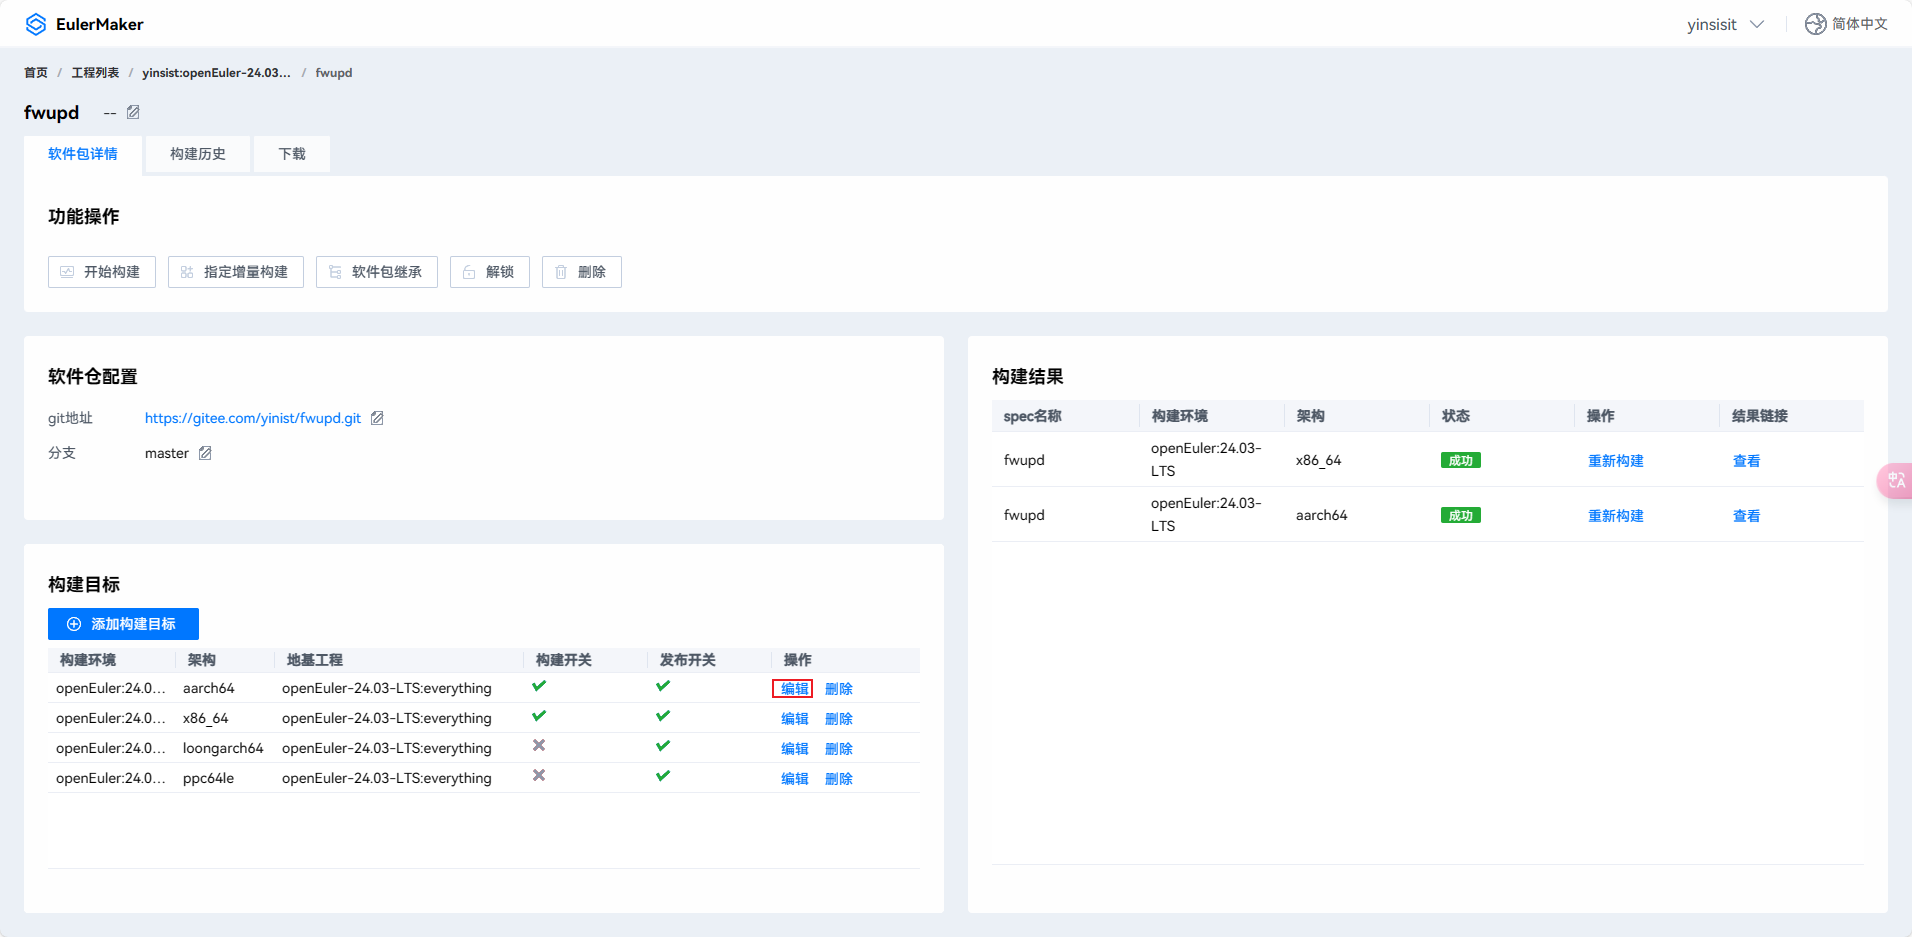 EulerMaker
yinsisit
简体中文
首页 / 工程列表 / yinsist:openEuler-24.03... / fwupd
fwupd --
软件包详情 构建历史 下载
功能操作
开始构建 指定增量构建 软件包继承 解锁 删除
软件仓配置
git地址 https://gitee.com/yinist/fwupd.git
分支 master
构建目标
添加构建目标
构建环境 架构 地基工程 构建开关 发布开关 操作
openEuler:24.0... aarch64 openEuler-24.03-LTS:everything 编辑 删除
openEuler:24.0... x86_64 openEuler-24.03-LTS:everything 编辑 删除
openEuler:24.0... loongarch64 openEuler-24.03-LTS:everything 编辑 删除
openEuler:24.0... ppc64le openEuler-24.03-LTS:everything 编辑 删除
构建结果
spec名称 构建环境 架构 状态 操作 结果链接
fwupd openEuler:24.03-LTS x86_64 成功 重新构建 查看
fwupd openEuler:24.03-LTS aarch64 成功 重新构建 查看
中A